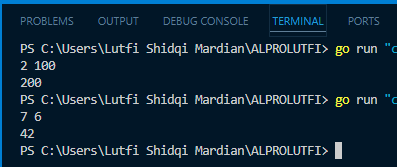 PROBLEMS OUTPUT DEBUG CONSOLE TERMINAL PORTS
PS C:\Users\Lutfi Shidqi Mardian\ALPROLUTFI> go run "c
2 100
200
PS C:\Users\Lutfi Shidqi Mardian\ALPROLUTFI> go run "c
7 6
42
PS C:\Users\Lutfi Shidqi Mardian\ALPROLUTFI>